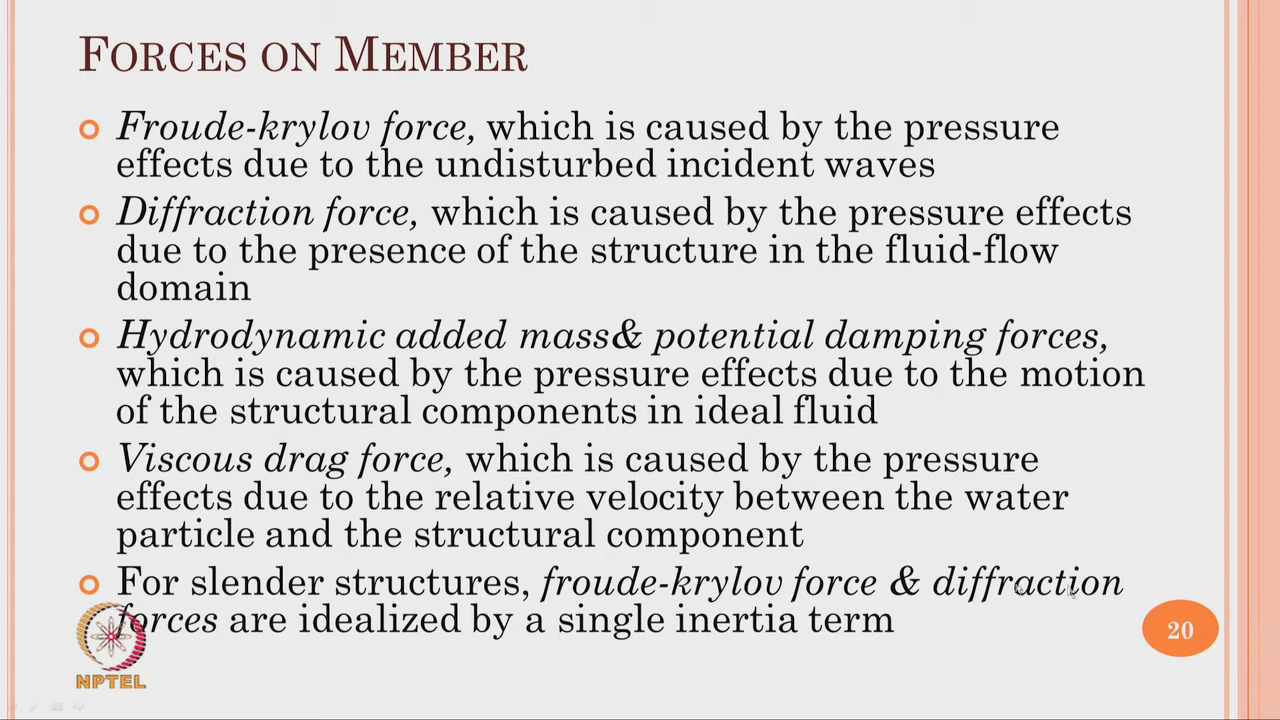 FORCES ON MEMBER
Froude-krylov force, which is caused by the pressure
effects due to the undisturbed incident waves
Diffraction force, which is caused by the pressure effects
due to the presence of the structure in the fluid-flow
domain
Hydrodynamic added mass& potential damping forces,
which is caused by the pressure effects due to the motion
of the structural components in ideal fluid
Viscous drag force, which is caused by the pressure
effects due to the relative velocity between the water
particle and the structural component
For slender structures, froude-krylov force & diffraction
forces are idealized by a single inertia term
20
NPTEL